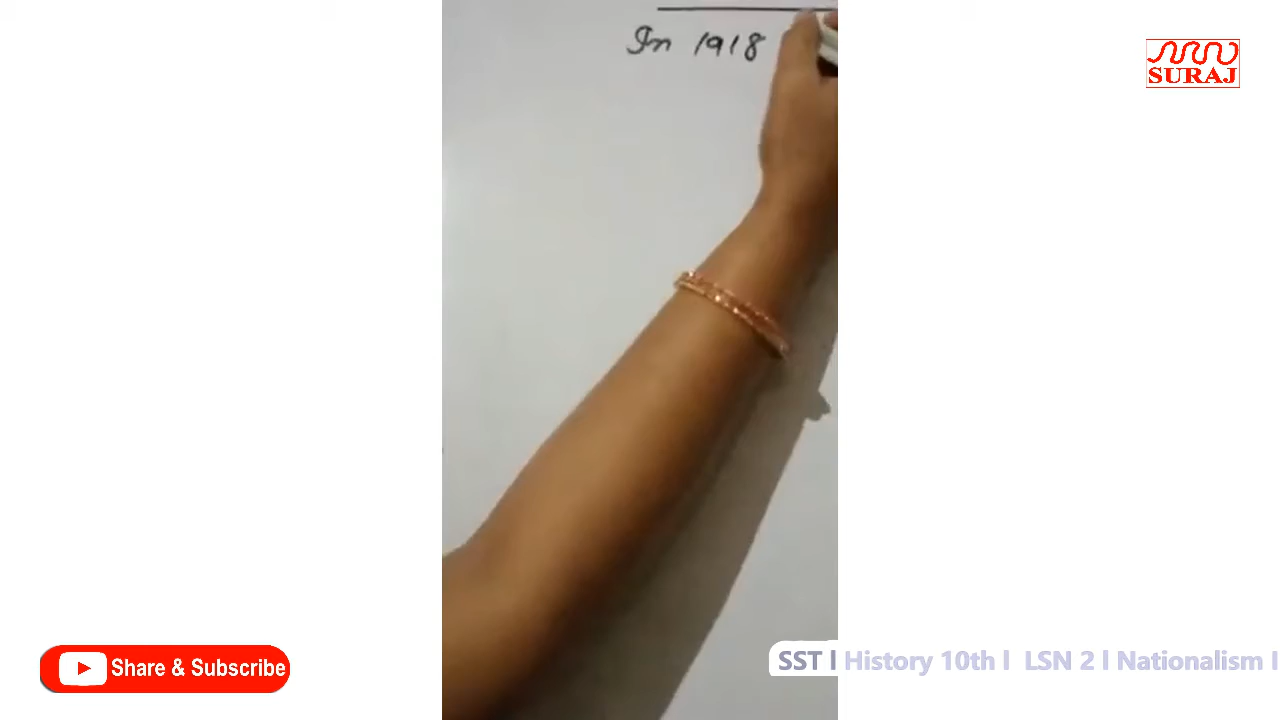 In 1918
SURAJ
Share & Subscribe
SST l History 10th l LSN 2 l Nationalism I